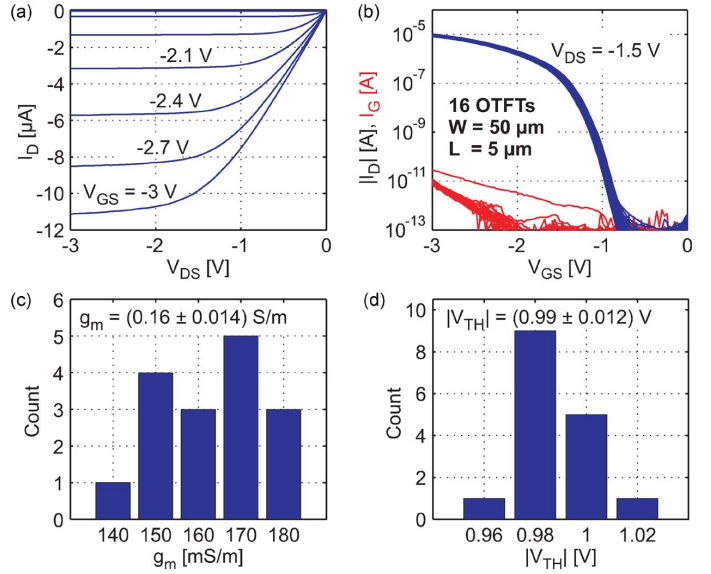 (a)
0
-2
-4
-6
-8
-10
-12
-3
-2
-1
0
I_D [µA]
V_DS [V]
-2.1 V
-2.4 V
-2.7 V
V_GS = -3 V
(b)
10^-5
10^-7
10^-9
10^-11
10^-13
-3
-2
-1
0
|I_D| [A], I_G [A]
V_GS [V]
V_DS = -1.5 V
16 OTFTs
W = 50 µm
L = 5 µm
(c)
6
5
4
3
2
1
0
140 150 160 170 180
Count
g_m [mS/m]
g_m = (0.16 ± 0.014) S/m
(d)
10
8
6
4
2
0
0.96 0.98 1 1.02
Count
|V_TH| [V]
|V_TH| = (0.99 ± 0.012) V